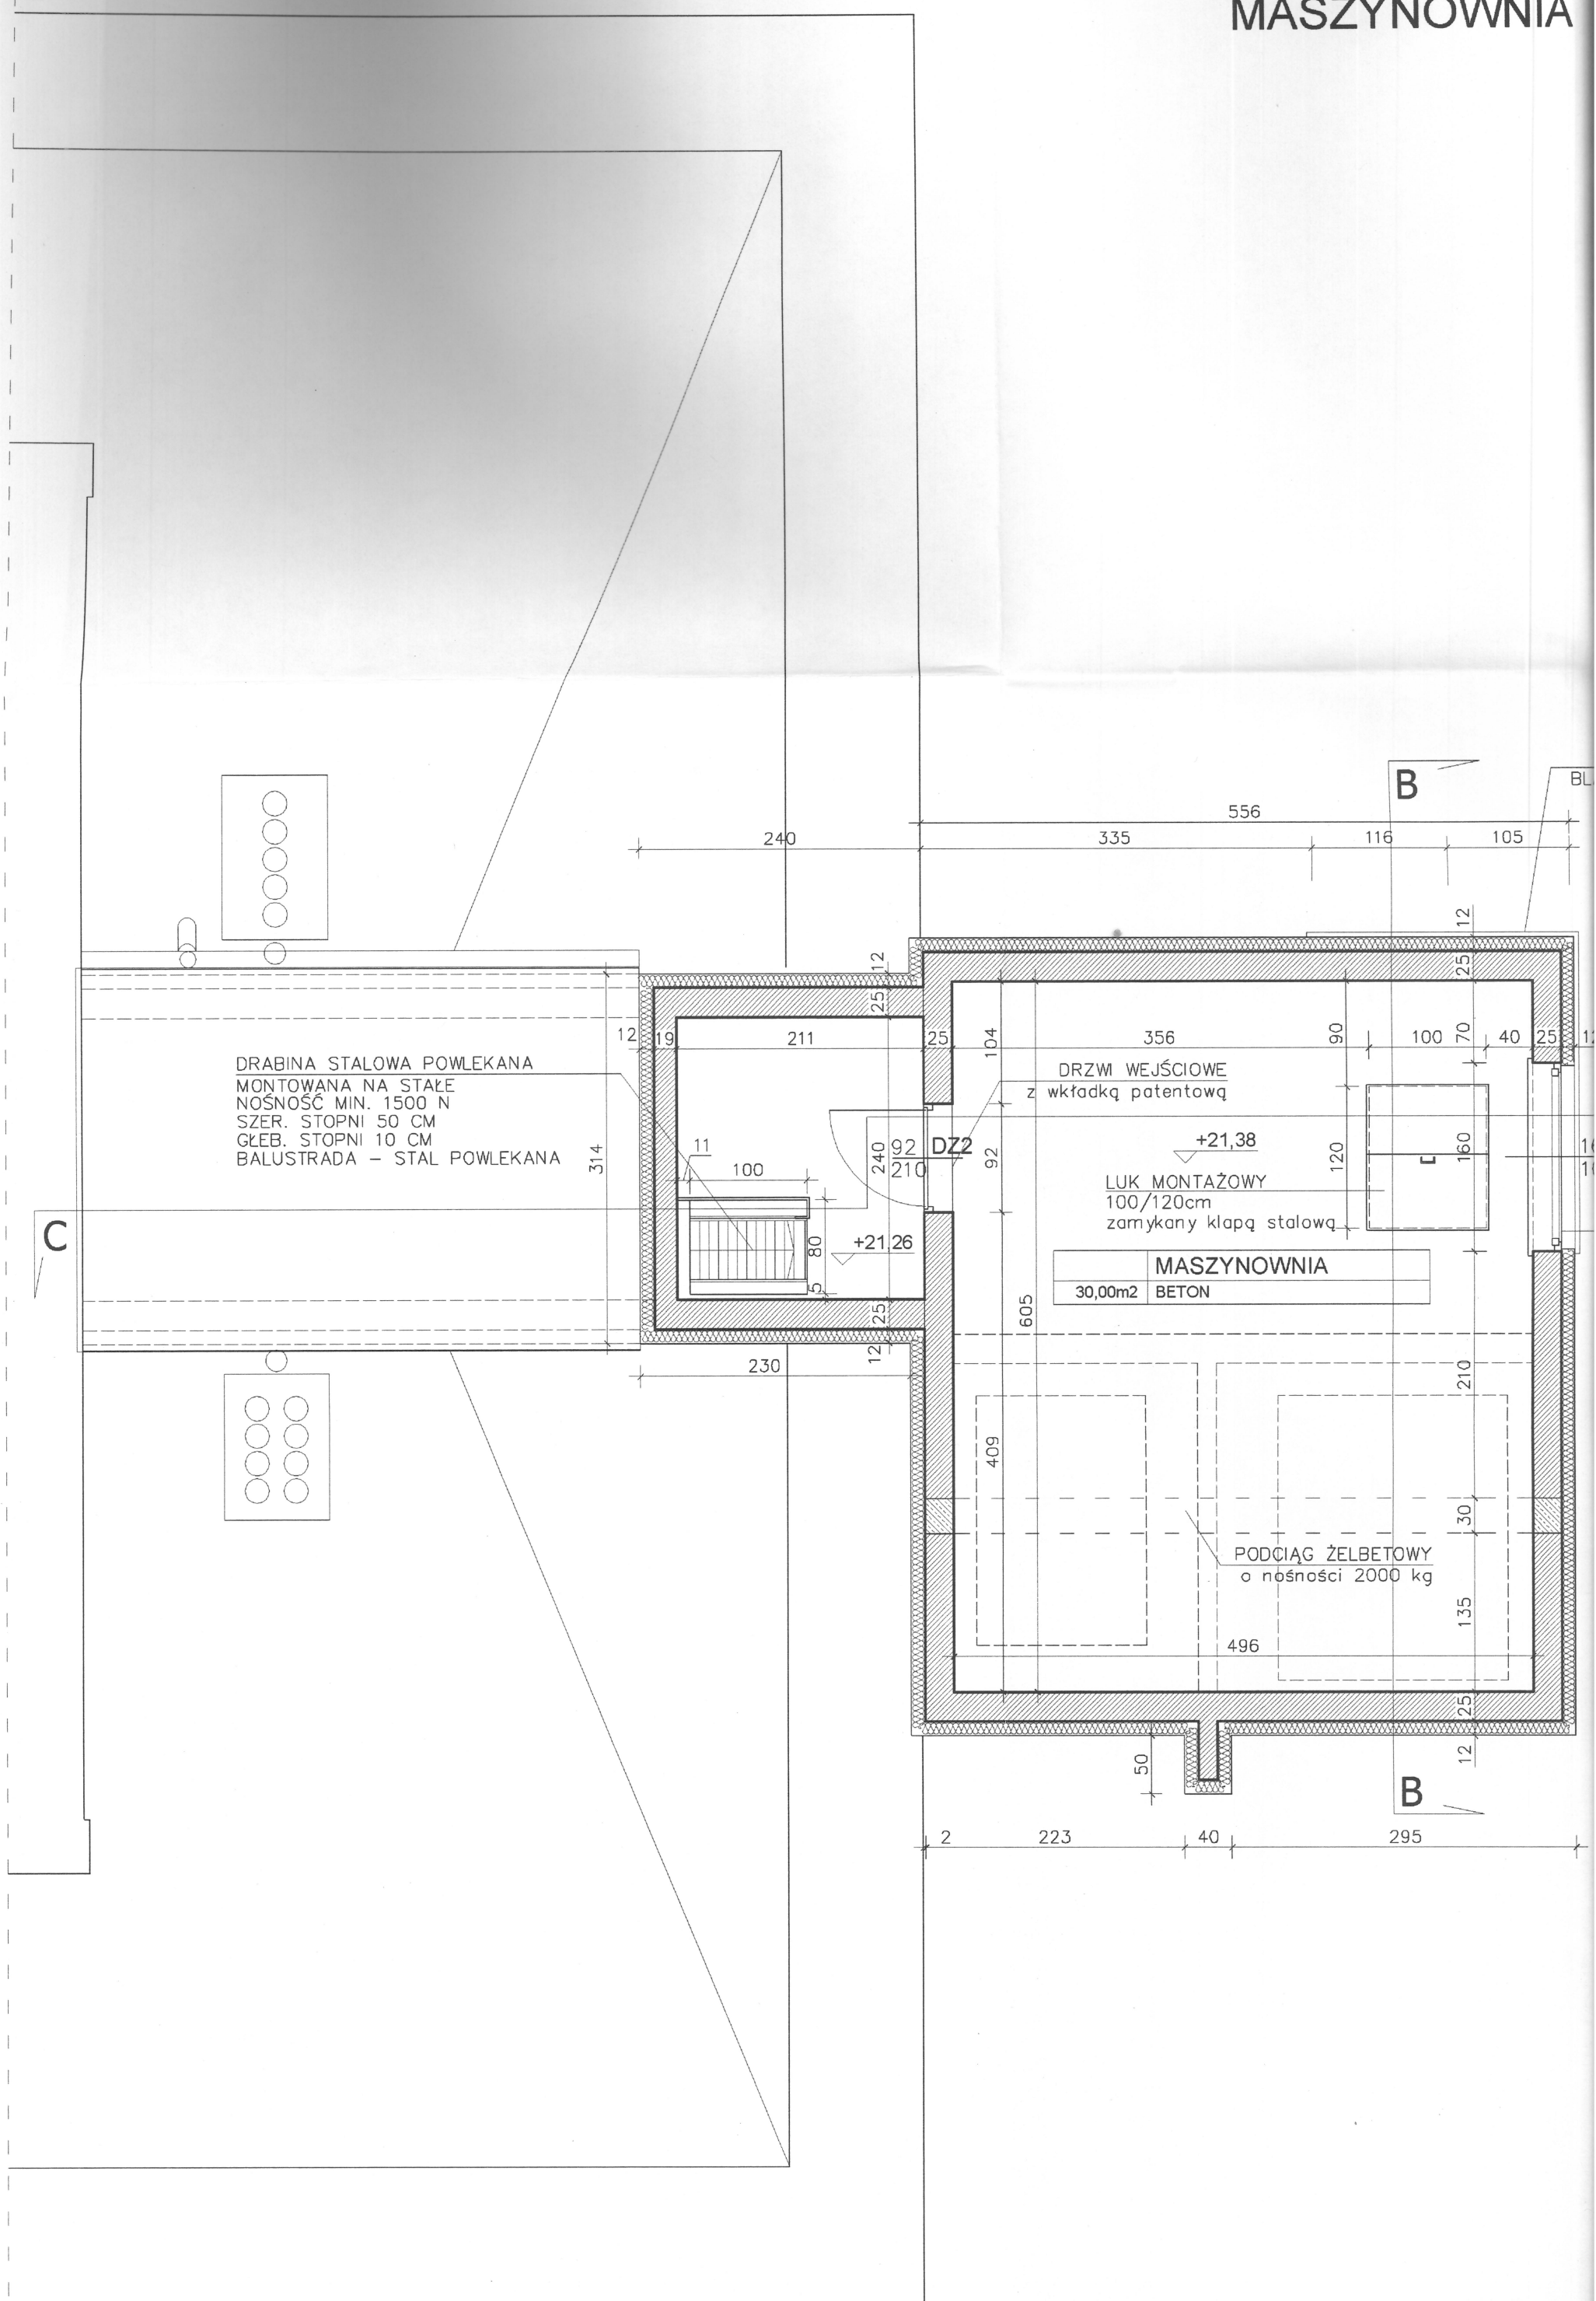 MASZYNOWNIA
B
BL
556
240
335
116
105
12
12
25
25
12
19
211
25
104
356
90
100
70
40
25
DRABINA STALOWA POWLEKANA
MONTOWANA NA STAŁE
NOŚNOŚĆ MIN. 1500 N
SZER. STOPNI 50 CM
GŁĘB. STOPNI 10 CM
BALUSTRADA – STAL POWLEKANA
314
DRZWI WEJŚCIOWE
z wkładką patentową
11
100
240
92
210
DZ2
92
+21,38
120
160
LUK MONTAŻOWY
100/120cm
zamykany klapą stalową
C
80
5
+21,26
MASZYNOWNIA
30,00m2 BETON
605
25
12
230
210
409
30
PODCIĄG ŻELBETOWY
o nośności 2000 kg
135
496
25
12
50
B
2
223
40
295